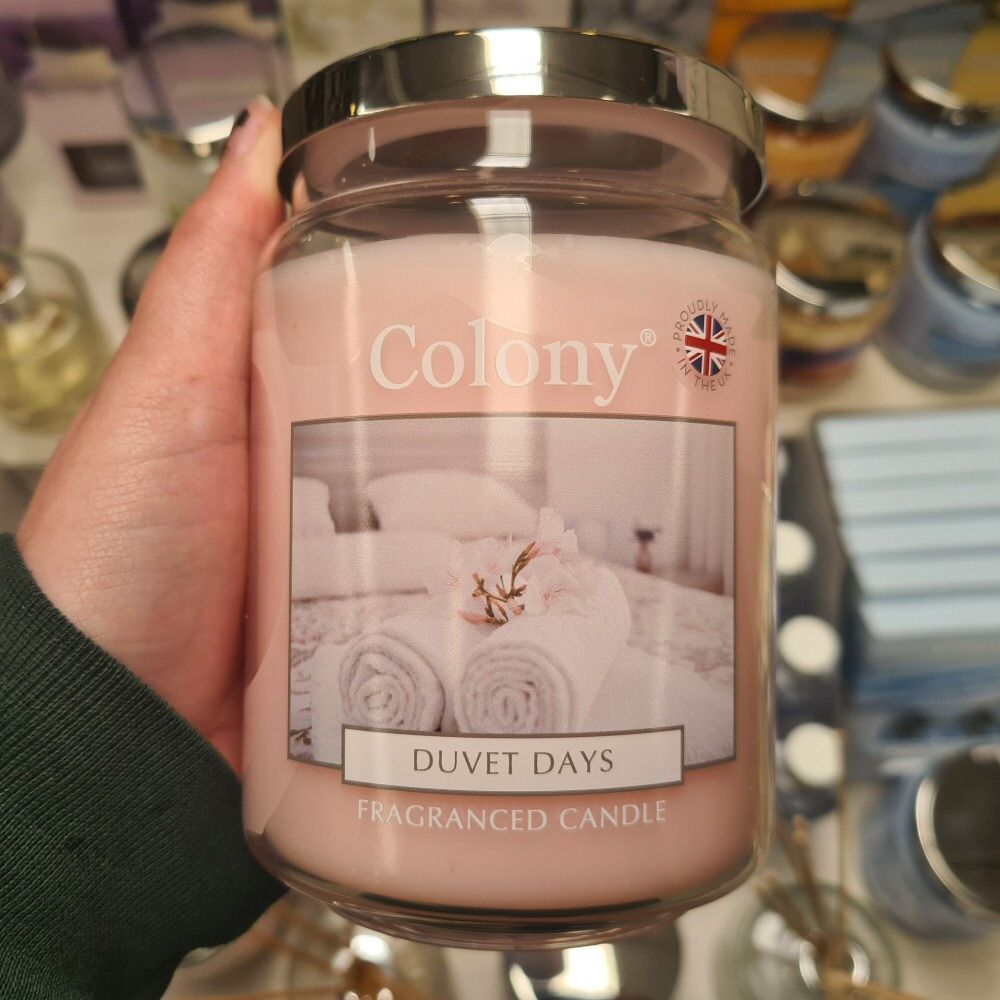 Colony®
PROUDLY MADE
IN THE UK
DUVET DAYS
FRAGRANCED CANDLE